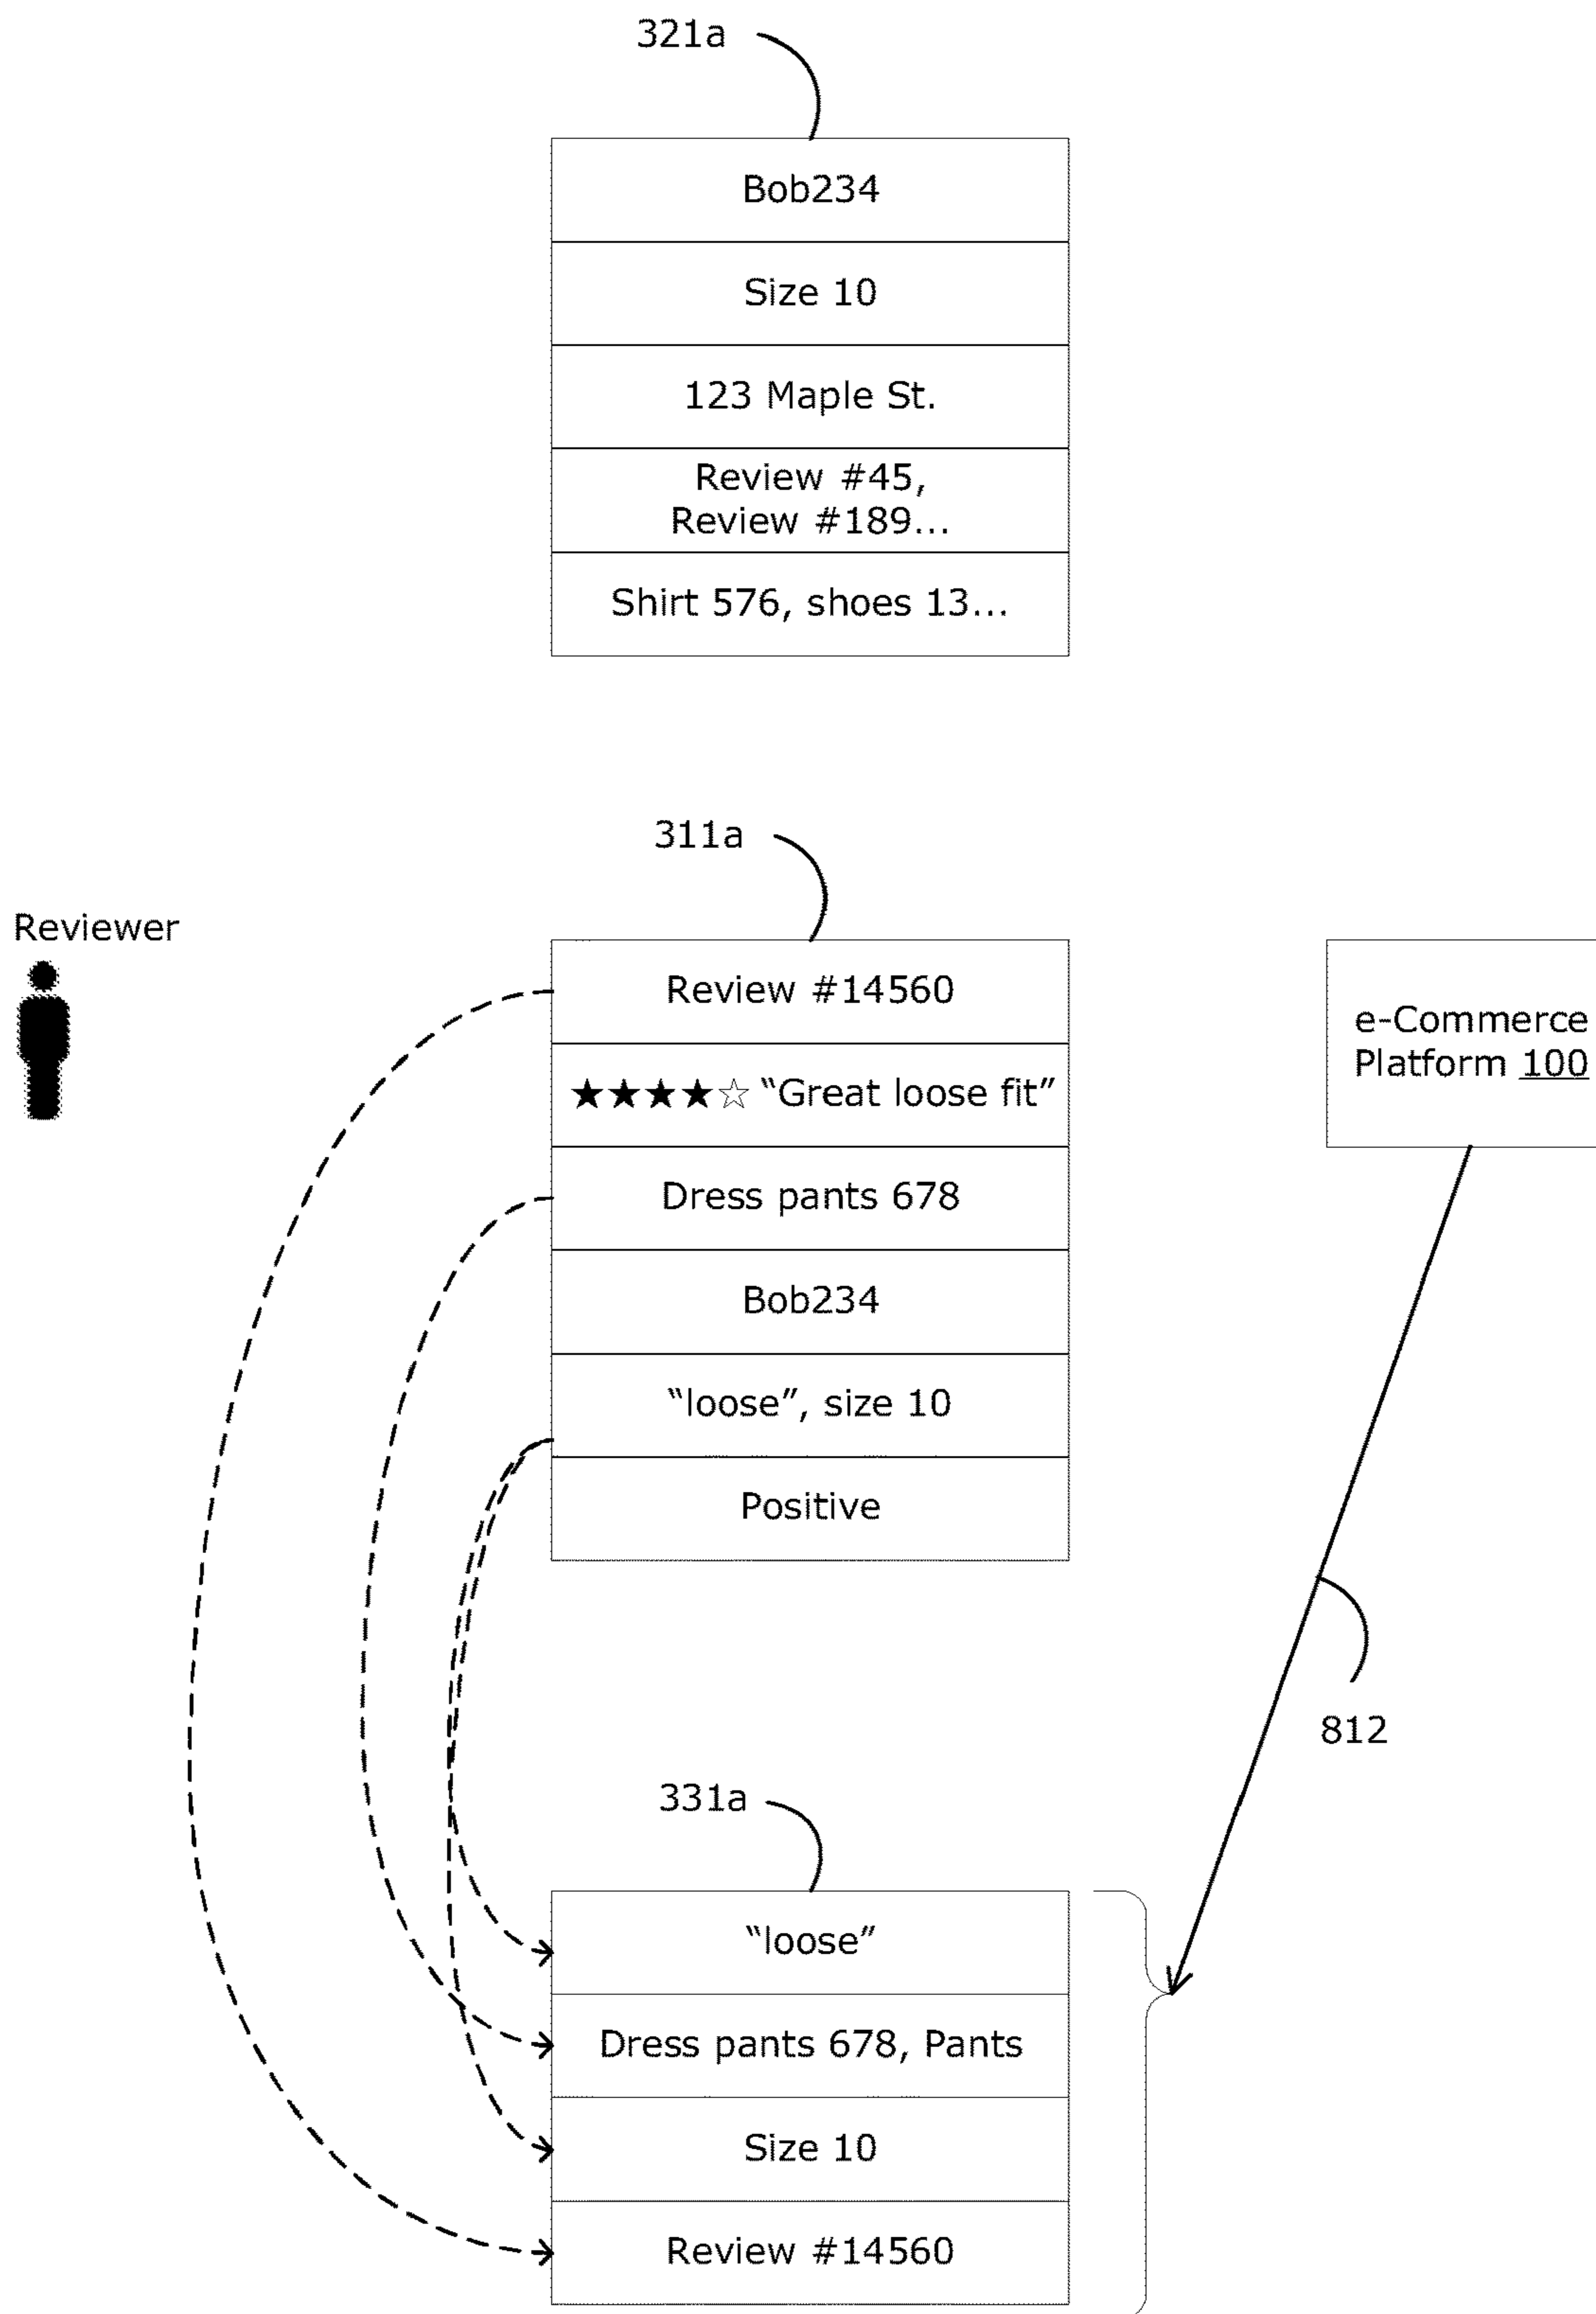 321a
Bob234
Size 10
123 Maple St.
Review #45,
Review #189...
Shirt 576, shoes 13...
311a
Reviewer
Review #14560
★★★★☆ “Great loose fit”
Dress pants 678
Bob234
“loose”, size 10
Positive
e-Commerce
Platform 100
812
331a
“loose”
Dress pants 678, Pants
Size 10
Review #14560